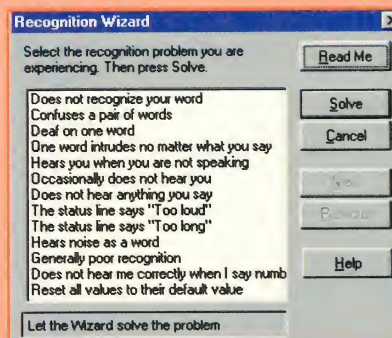 Recognition Wizard
Select the recognition problem you are
experiencing. Then press Solve.
Read Me
Does not recognize your word
Confuses a pair of words
Deaf on one word
One word intrudes no matter what you say
Hears you when you are not speaking
Occasionally does not hear you
Does not hear anything you say
The status line says "Too loud"
The status line says "Too long"
Hears noise as a word
Generally poor recognition
Does not hear me correctly when I say numb
Reset all values to their default value
Solve
Cancel
Help
Let the Wizard solve the problem